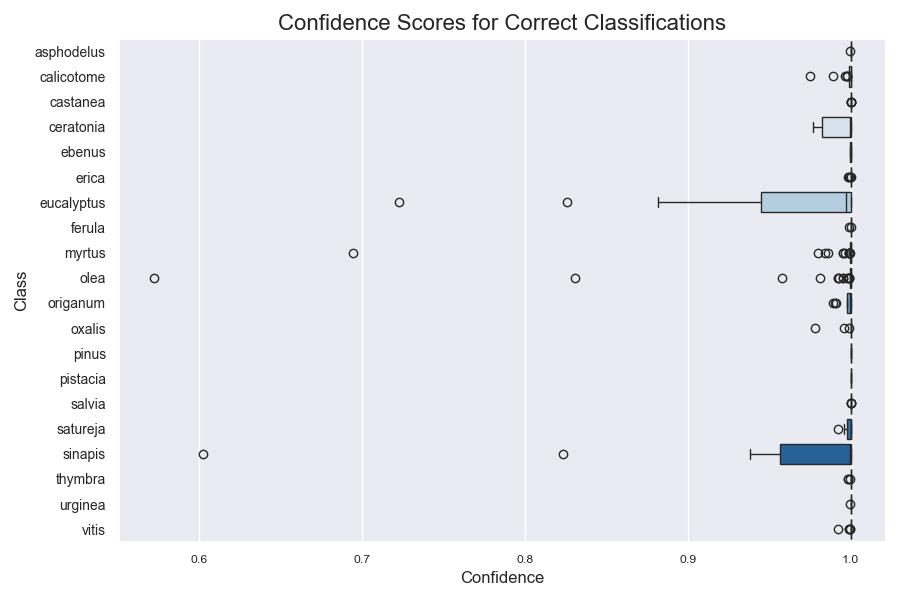 Confidence Scores for Correct Classifications
Class
asphodelus
calicotome
castanea
ceratonia
ebenus
erica
eucalyptus
ferula
myrtus
olea
origanum
oxalis
pinus
pistacia
salvia
satureja
sinapis
thymbra
urginea
vitis
0.6 0.7 0.8 0.9 1.0
Confidence